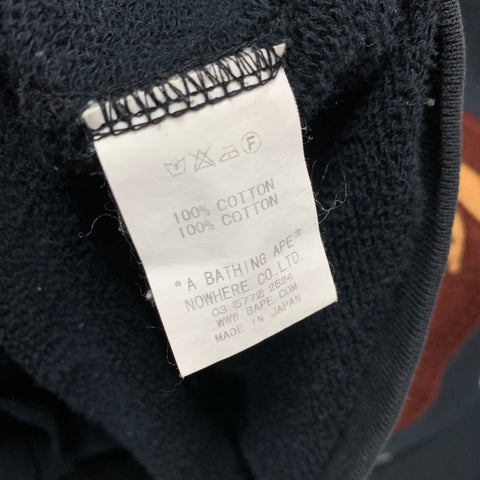 F
100% COTTON
100% COTTON
"A BATHING APE®
NOWHERE CO.,LTD.
03 (5772) 2524
WWW.BAPE.COM
MADE IN JAPAN